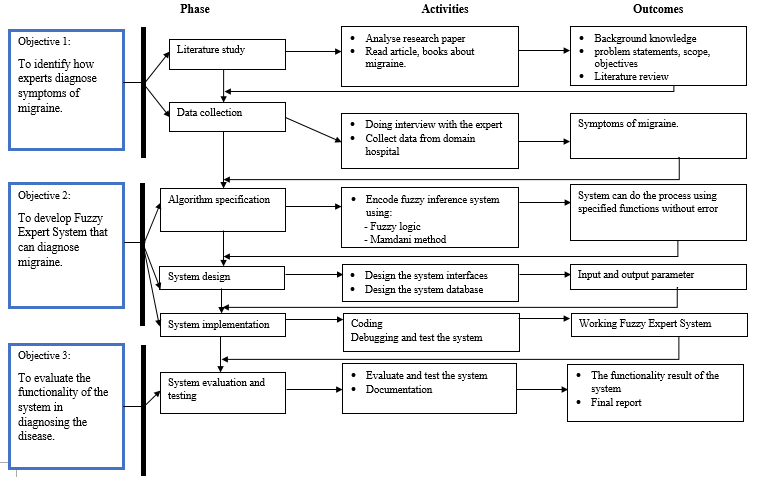 Phase
Activities
Outcomes
Objective 1:
To identify how
experts diagnose
symptoms of
migraine.
Literature study
• Analyse research paper
• Read article, books about
migraine.
• Background knowledge
• problem statements, scope,
objectives
• Literature review
Data collection
• Doing interview with the expert
• Collect data from domain
hospital
Symptoms of migraine.
Objective 2:
To develop Fuzzy
Expert System that
can diagnose
migraine.
Algorithm specification
• Encode fuzzy inference system
using:
- Fuzzy logic
- Mamdani method
System can do the process using
specified functions without error
System design
• Design the system interfaces
• Design the system database
Input and output parameter
System implementation
Coding
Debugging and test the system
Working Fuzzy Expert System
Objective 3:
To evaluate the
functionality of the
system in
diagnosing the
disease.
System evaluation and
testing
• Evaluate and test the system
• Documentation
• The functionality result of the
system
• Final report